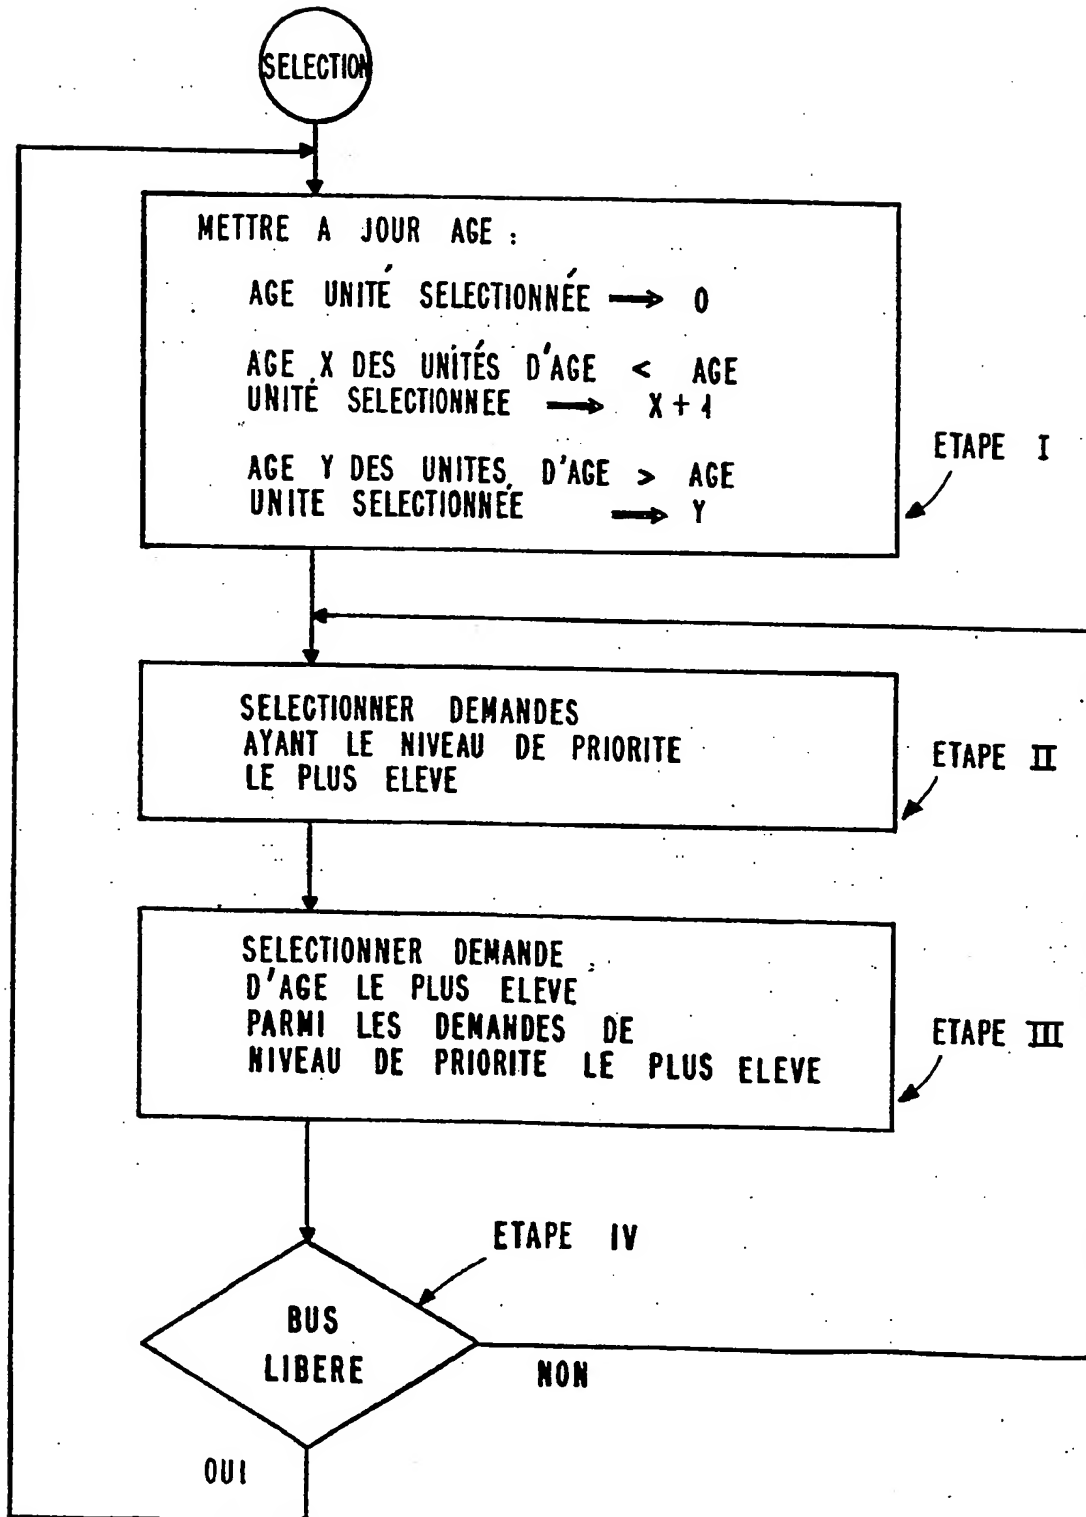 SELECTION
METTRE A JOUR AGE :
AGE UNITÉ SELECTIONNÉE → 0
AGE X DES UNITÉS D'AGE < AGE
UNITÉ SELECTIONNEE → X + 1
AGE Y DES UNITES D'AGE > AGE
UNITE SELECTIONNÉE → Y
ETAPE I
SELECTIONNER DEMANDES
AYANT LE NIVEAU DE PRIORITE
LE PLUS ELEVE
ETAPE II
SELECTIONNER DEMANDE
D'AGE LE PLUS ELEVE
PARMI LES DEMANDES DE
NIVEAU DE PRIORITE LE PLUS ELEVE
ETAPE III
ETAPE IV
BUS
LIBERE
NON
OUI